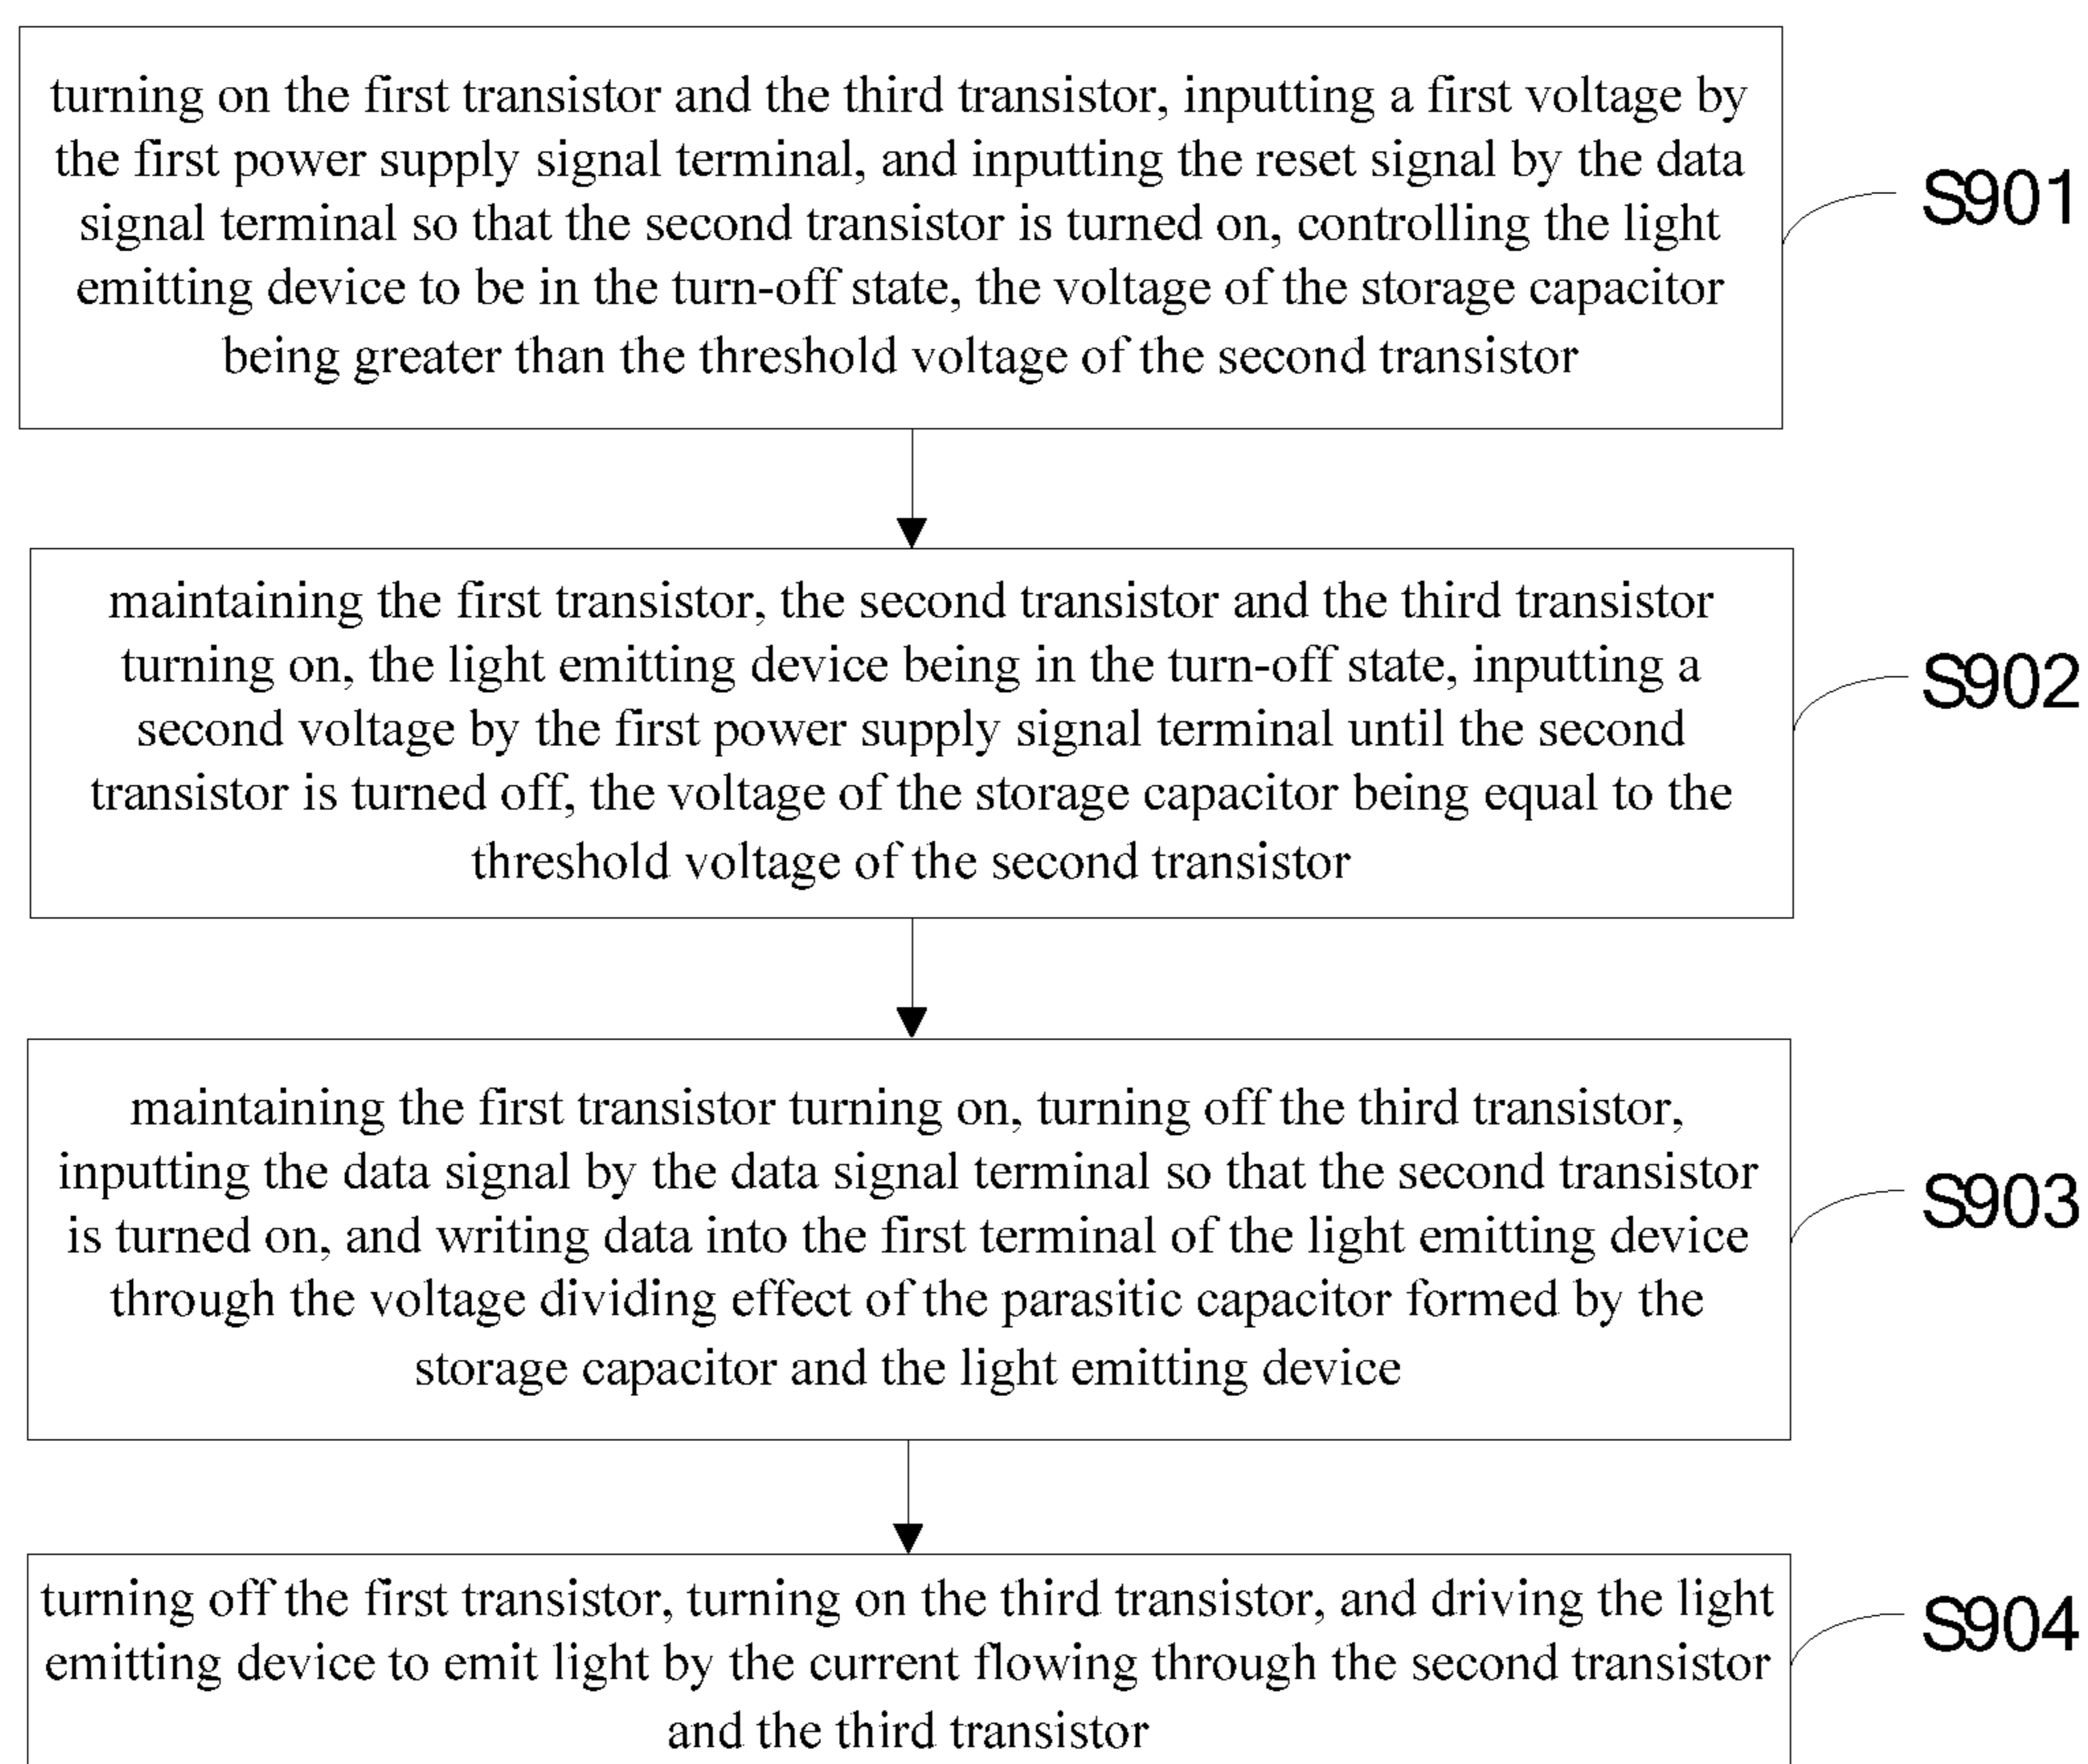 turning on the first transistor and the third transistor, inputting a first voltage by
the first power supply signal terminal, and inputting the reset signal by the data
signal terminal so that the second transistor is turned on, controlling the light
emitting device to be in the turn-off state, the voltage of the storage capacitor
being greater than the threshold voltage of the second transistor
S901
maintaining the first transistor, the second transistor and the third transistor
turning on, the light emitting device being in the turn-off state, inputting a
second voltage by the first power supply signal terminal until the second
transistor is turned off, the voltage of the storage capacitor being equal to the
threshold voltage of the second transistor
S902
maintaining the first transistor turning on, turning off the third transistor,
inputting the data signal by the data signal terminal so that the second transistor
is turned on, and writing data into the first terminal of the light emitting device
through the voltage dividing effect of the parasitic capacitor formed by the
storage capacitor and the light emitting device
S903
turning off the first transistor, turning on the third transistor, and driving the light
emitting device to emit light by the current flowing through the second transistor
and the third transistor
S904